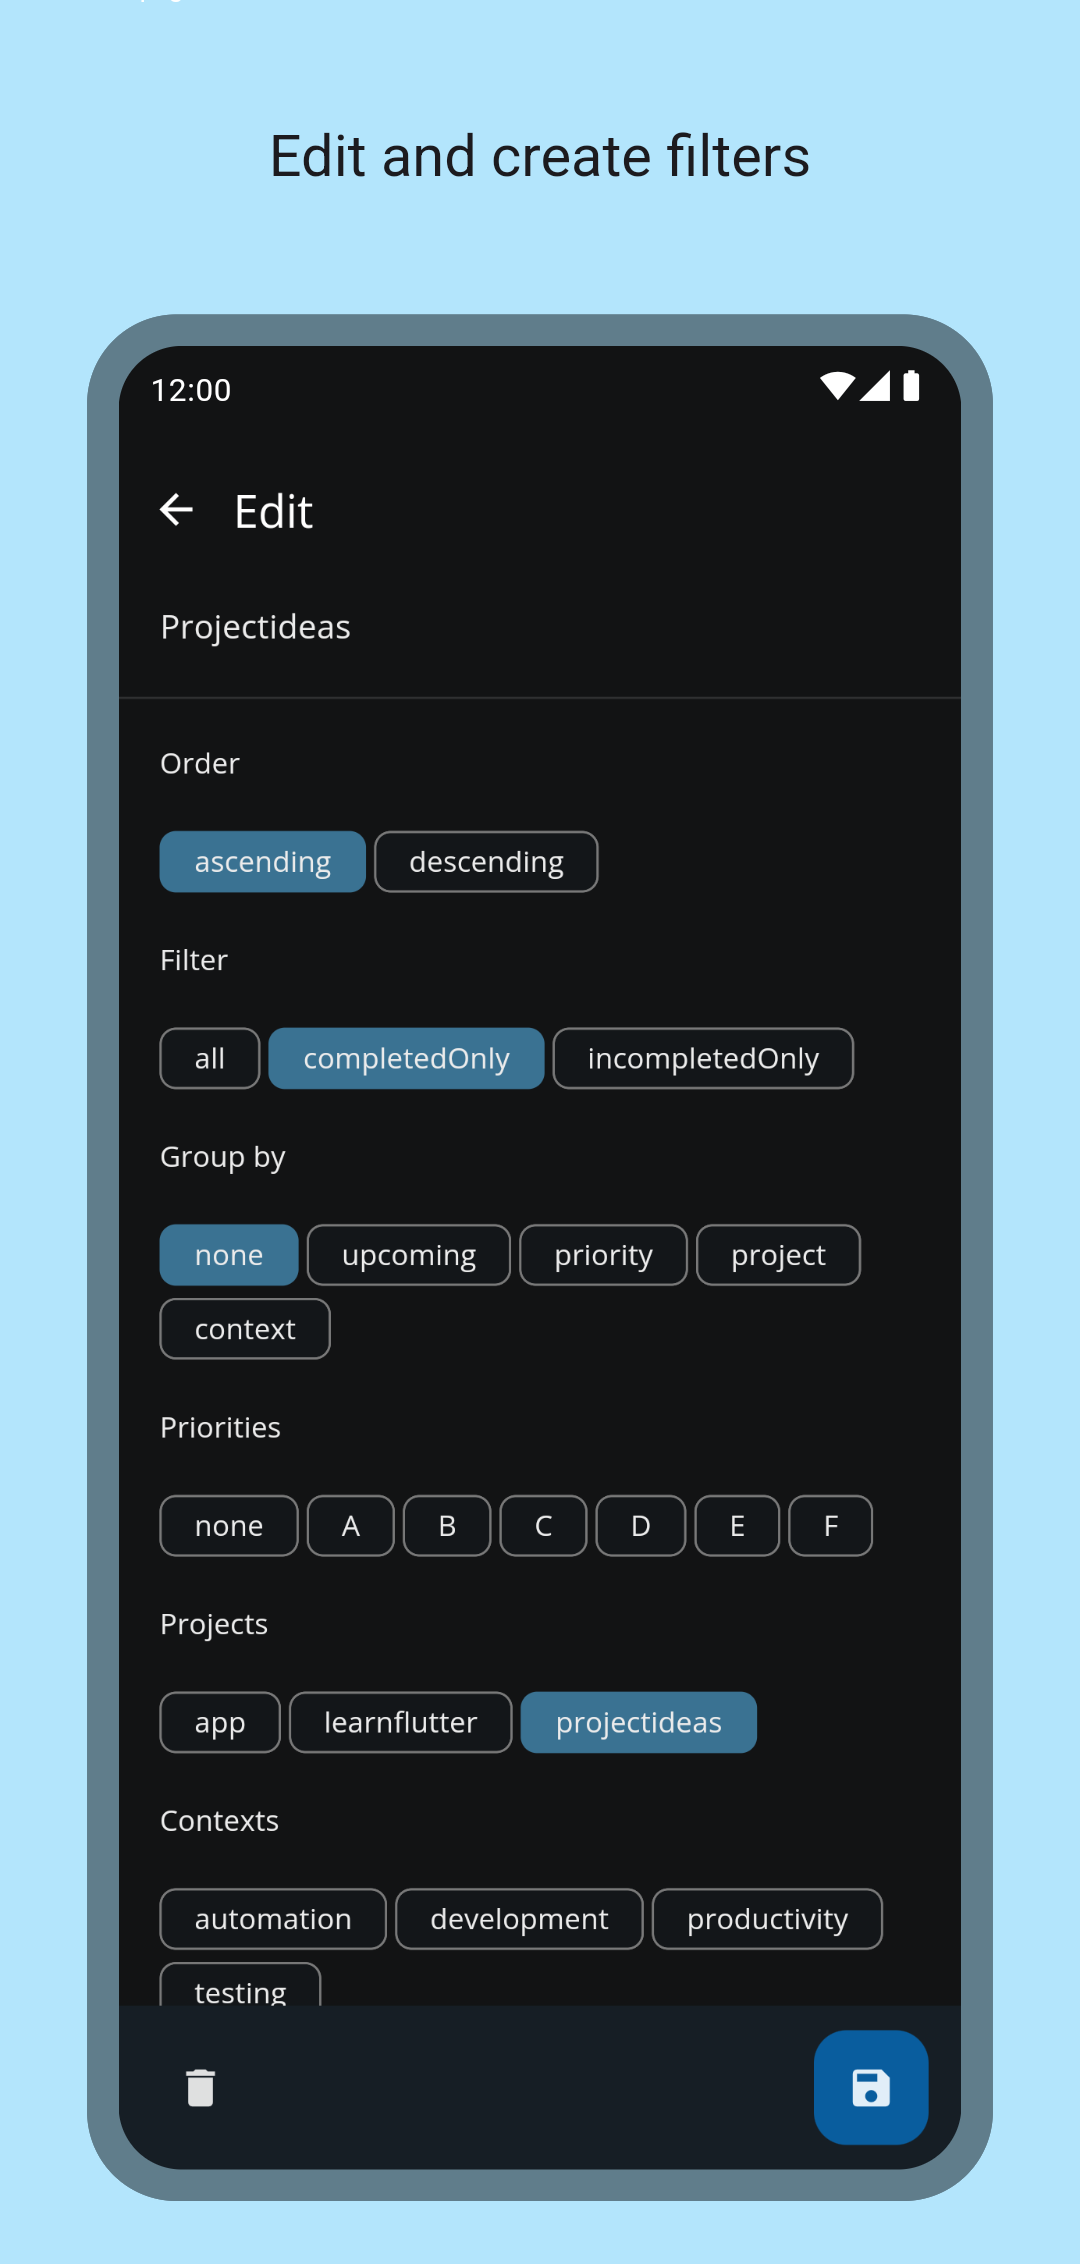 Edit and create filters
12:00
Edit
Projectideas
Order
ascending descending
Filter
all completedOnly incompletedOnly
Group by
none upcoming priority project
context
Priorities
none A B C D E F
Projects
app learnflutter projectideas
Contexts
automation development productivity
testing